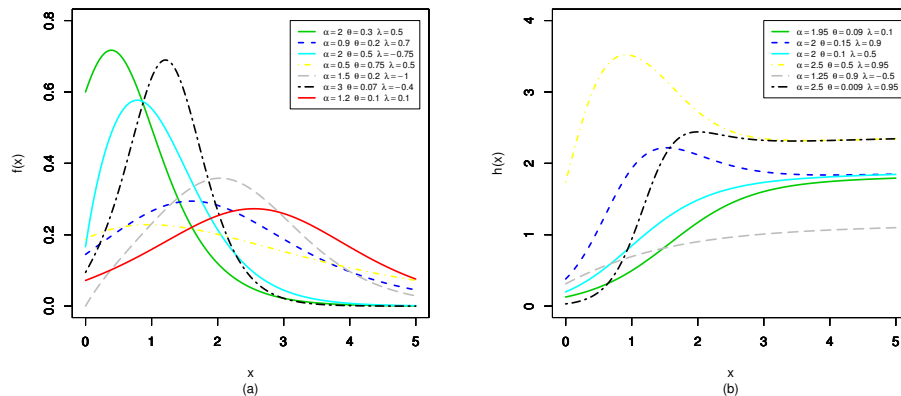 α=2 θ=0.3 λ=0.5
α=0.9 θ=0.2 λ=0.7
α=2 θ=0.5 λ=−0.75
α=0.5 θ=0.75 λ=0.5
α=1.5 θ=0.2 λ=−1
α=3 θ=0.07 λ=−0.4
α=1.2 θ=0.1 λ=0.1
0.8
0.6
0.4
0.2
0.0
f(x)
0 1 2 3 4 5
x
(a)
α=1.95 θ=0.09 λ=0.1
α=2 θ=0.15 λ=0.9
α=2 θ=0.1 λ=0.5
α=2.5 θ=0.5 λ=0.95
α=1.25 θ=0.9 λ=−0.5
α=2.5 θ=0.009 λ=0.95
4
3
2
1
0
h(x)
0 1 2 3 4 5
x
(b)